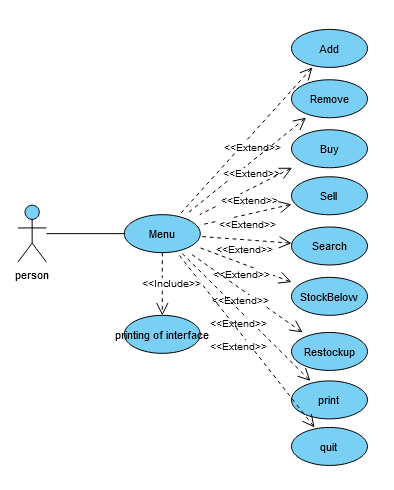 Add
Remove
<<Extend>>
Buy
<<Extend>>
Sell
<<Extend>>
Menu
Search
<<Extend>>
person
<<Extend>>
<<Include>>
StockBelow
<<Extend>>
<<Extend>>
printing of interface
<<Extend>>
Restockup
print
quit